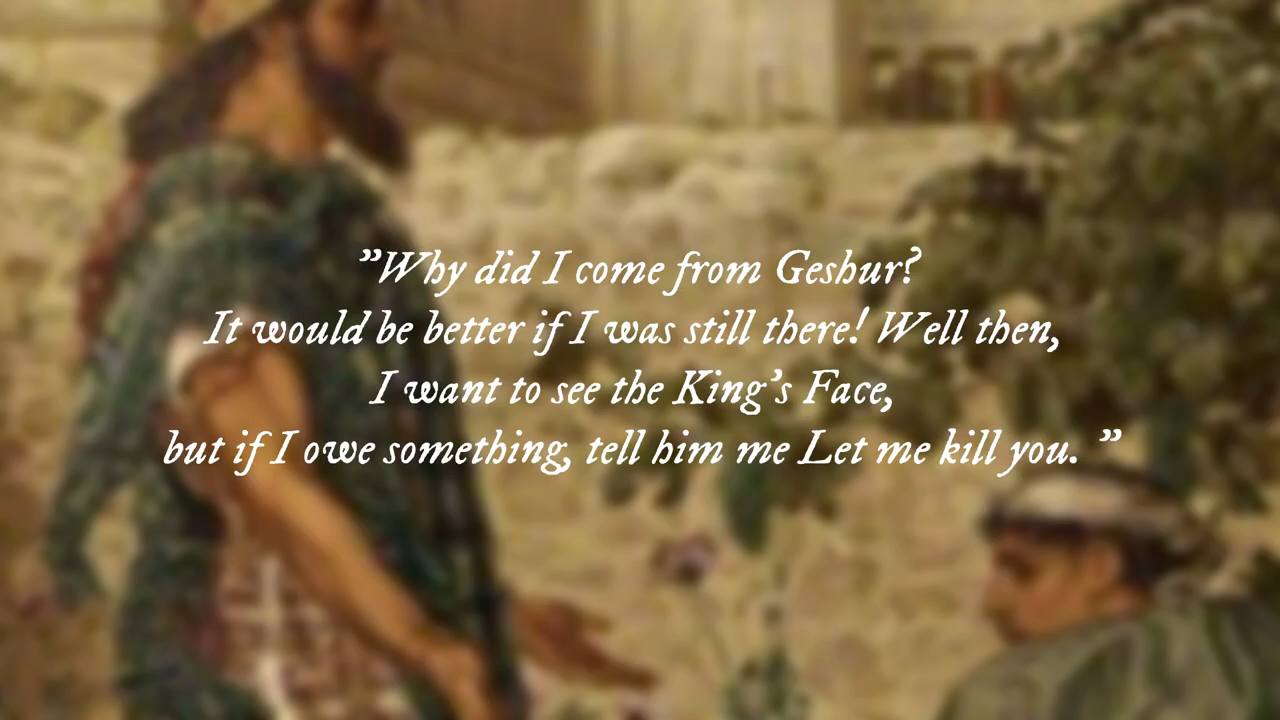 ”Why did I come from Geshur?
It would be better if I was still there! Well then,
I want to see the King’s Face,
but if I owe something, tell him me Let me kill you. ”